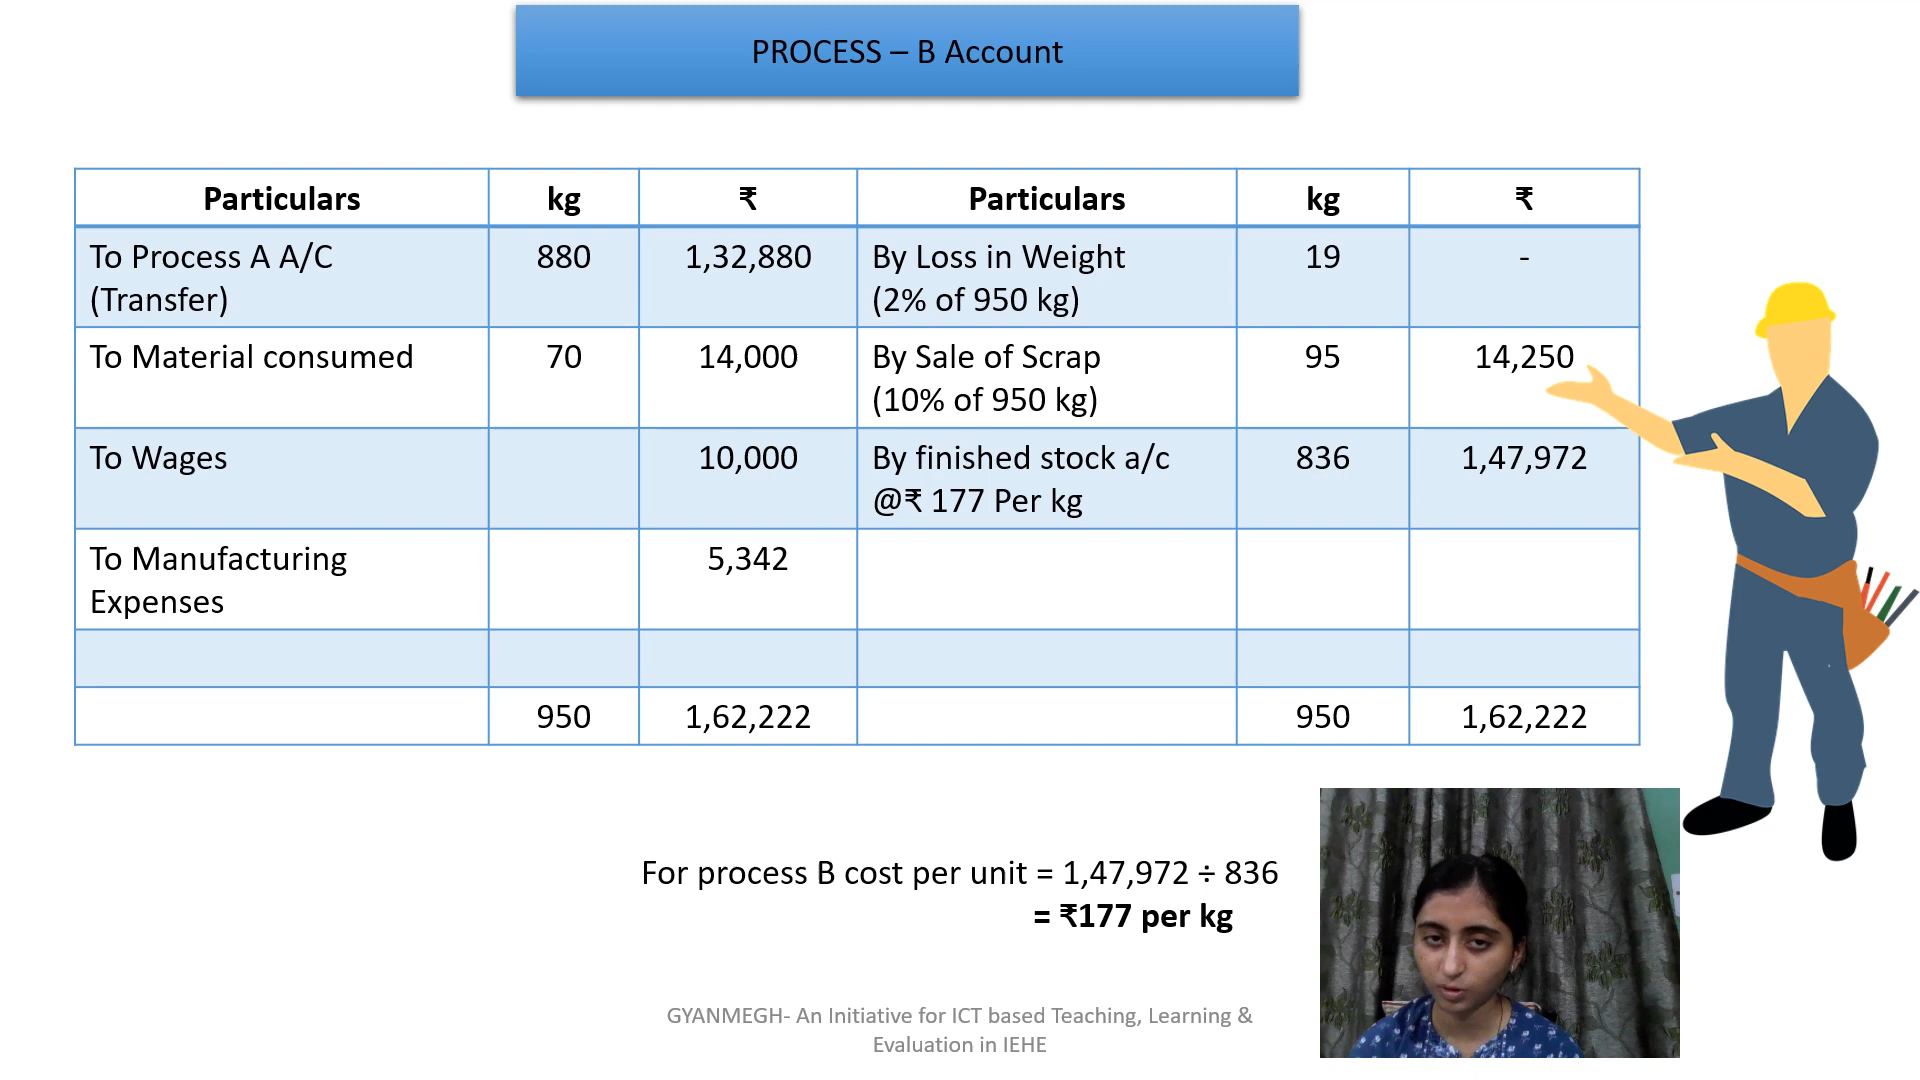 PROCESS – B Account
Particulars kg ₹ Particulars kg ₹
To Process A A/C 880 1,32,880 By Loss in Weight 19 -
(Transfer) (2% of 950 kg)
To Material consumed 70 14,000 By Sale of Scrap 95 14,250
(10% of 950 kg)
To Wages 10,000 By finished stock a/c 836 1,47,972
@₹ 177 Per kg
To Manufacturing 5,342
Expenses
950 1,62,222 950 1,62,222
For process B cost per unit = 1,47,972 ÷ 836
= ₹177 per kg
GYANMEGH- An Initiative for ICT based Teaching, Learning &
Evaluation in IEHE